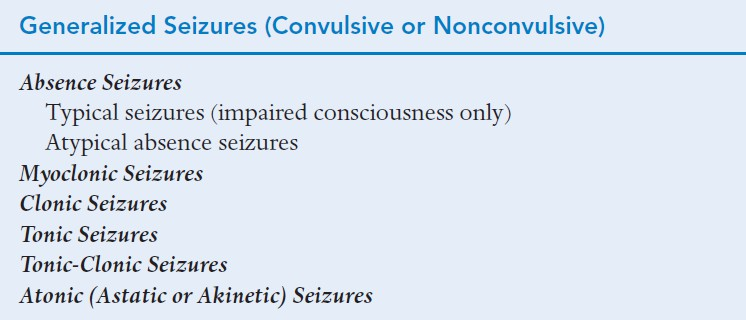 Generalized Seizures (Convulsive or Nonconvulsive)
Absence Seizures
Typical seizures (impaired consciousness only)
Atypical absence seizures
Myoclonic Seizures
Clonic Seizures
Tonic Seizures
Tonic-Clonic Seizures
Atonic (Astatic or Akinetic) Seizures